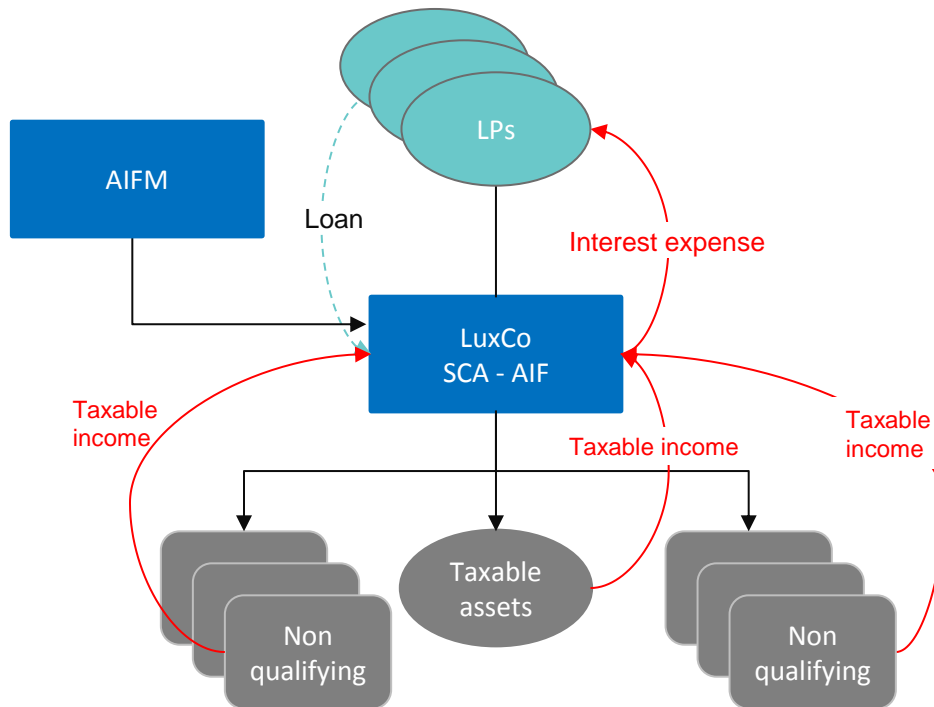 LPs
AIFM
Loan
Interest expense
LuxCo
SCA - AIF
Taxable
income
Taxable income
Taxable
income
Taxable
assets
Non
qualifying
Non
qualifying